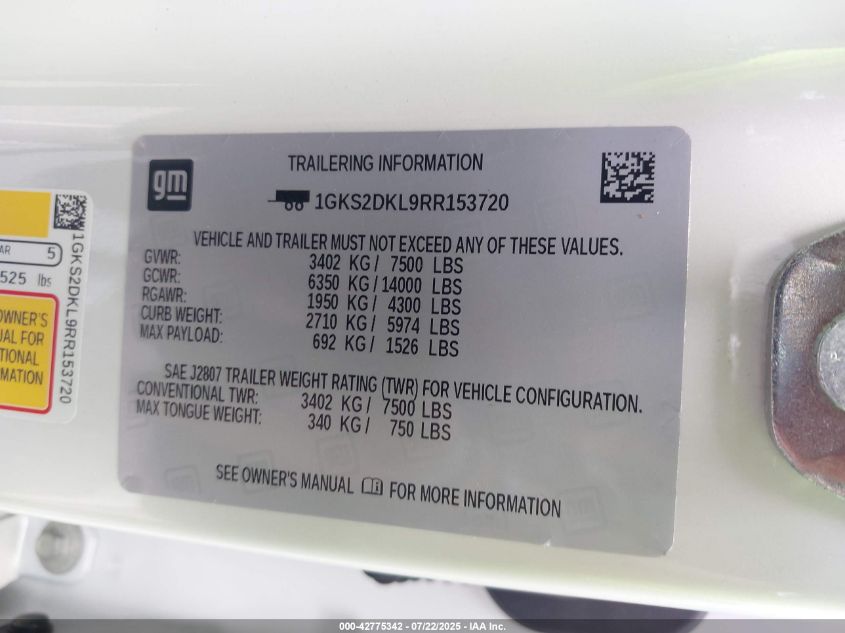 gm
TRAILERING INFORMATION
1GKS2DKL9RR153720
VEHICLE AND TRAILER MUST NOT EXCEED ANY OF THESE VALUES.
GVWR: 3402 KG / 7500 LBS
GCWR: 6350 KG / 14000 LBS
RGAWR: 1950 KG / 4300 LBS
CURB WEIGHT: 2710 KG / 5974 LBS
MAX PAYLOAD: 692 KG / 1526 LBS
SAE J2807 TRAILER WEIGHT RATING (TWR) FOR VEHICLE CONFIGURATION.
CONVENTIONAL TWR: 3402 KG / 7500 LBS
MAX TONGUE WEIGHT: 340 KG / 750 LBS
SEE OWNER'S MANUAL FOR MORE INFORMATION
AR 5
525 lbs
OWNER'S
UAL FOR
TIONAL
RMATION
1GKS2DKL9RR153720
000-42775342 - 07/22/2025 - IAA Inc.